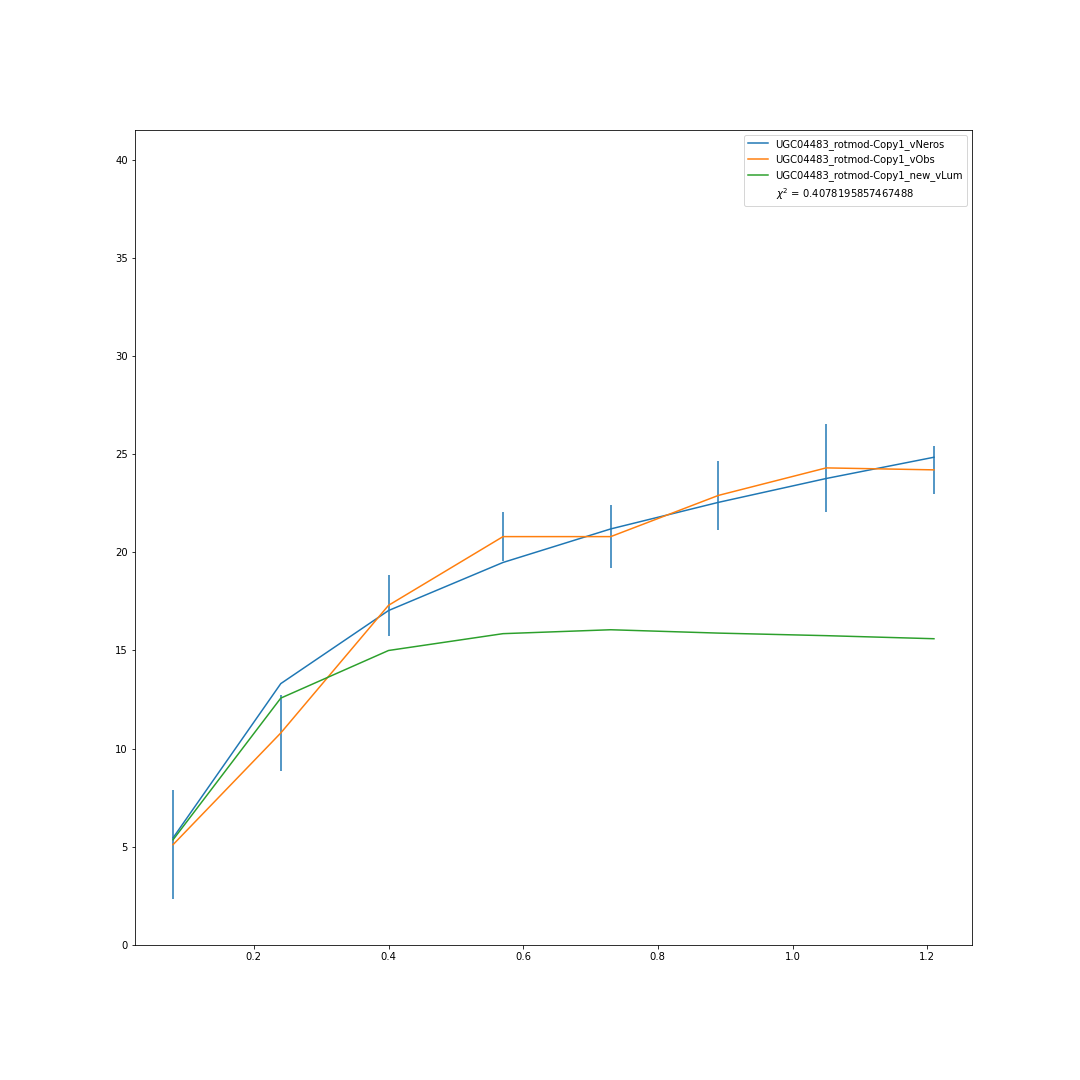 UGC04483_rotmod-Copy1_vNeros
UGC04483_rotmod-Copy1_vObs
UGC04483_rotmod-Copy1_new_vLum
χ² = 0.4078195857467488
40
35
30
25
20
15
10
5
0
0.2 0.4 0.6 0.8 1.0 1.2